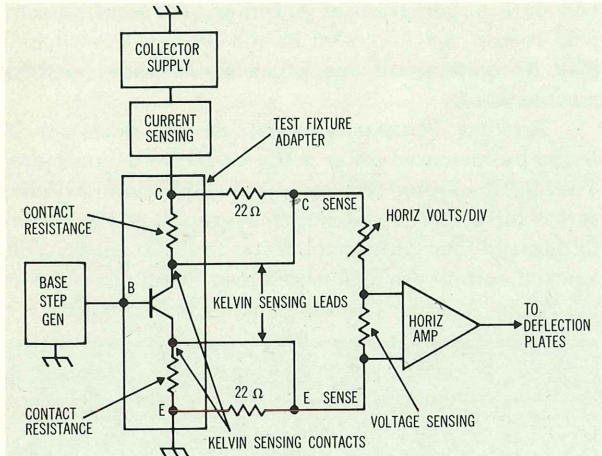 COLLECTOR
SUPPLY
CURRENT
SENSING
TEST FIXTURE
ADAPTER
C
22 Ω
C SENSE
CONTACT
RESISTANCE
HORIZ VOLTS/DIV
BASE
STEP
GEN
B
KELVIN SENSING LEADS
HORIZ
AMP
TO
DEFLECTION
PLATES
22 Ω
E
E SENSE
VOLTAGE SENSING
CONTACT
RESISTANCE
KELVIN SENSING CONTACTS